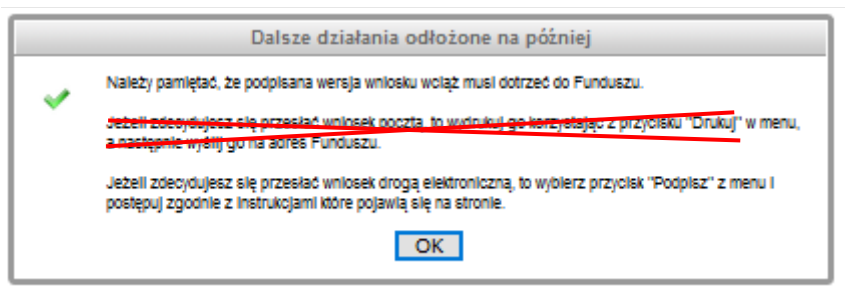 Dalsze działania odłożone na później
Należy pamiętać, że podpisana wersja wniosku wciąż musi dotrzeć do Funduszu.
Jeżeli zdecydujesz się przesłać wniosek pocztą, to wydrukuj go korzystając z przycisku "Drukuj" w menu,
a następnie wyślij go na adres Funduszu.
Jeżeli zdecydujesz się przesłać wniosek drogą elektroniczną, to wybierz przycisk "Podpisz" z menu i
postępuj zgodnie z instrukcjami które pojawią się na stronie.
OK